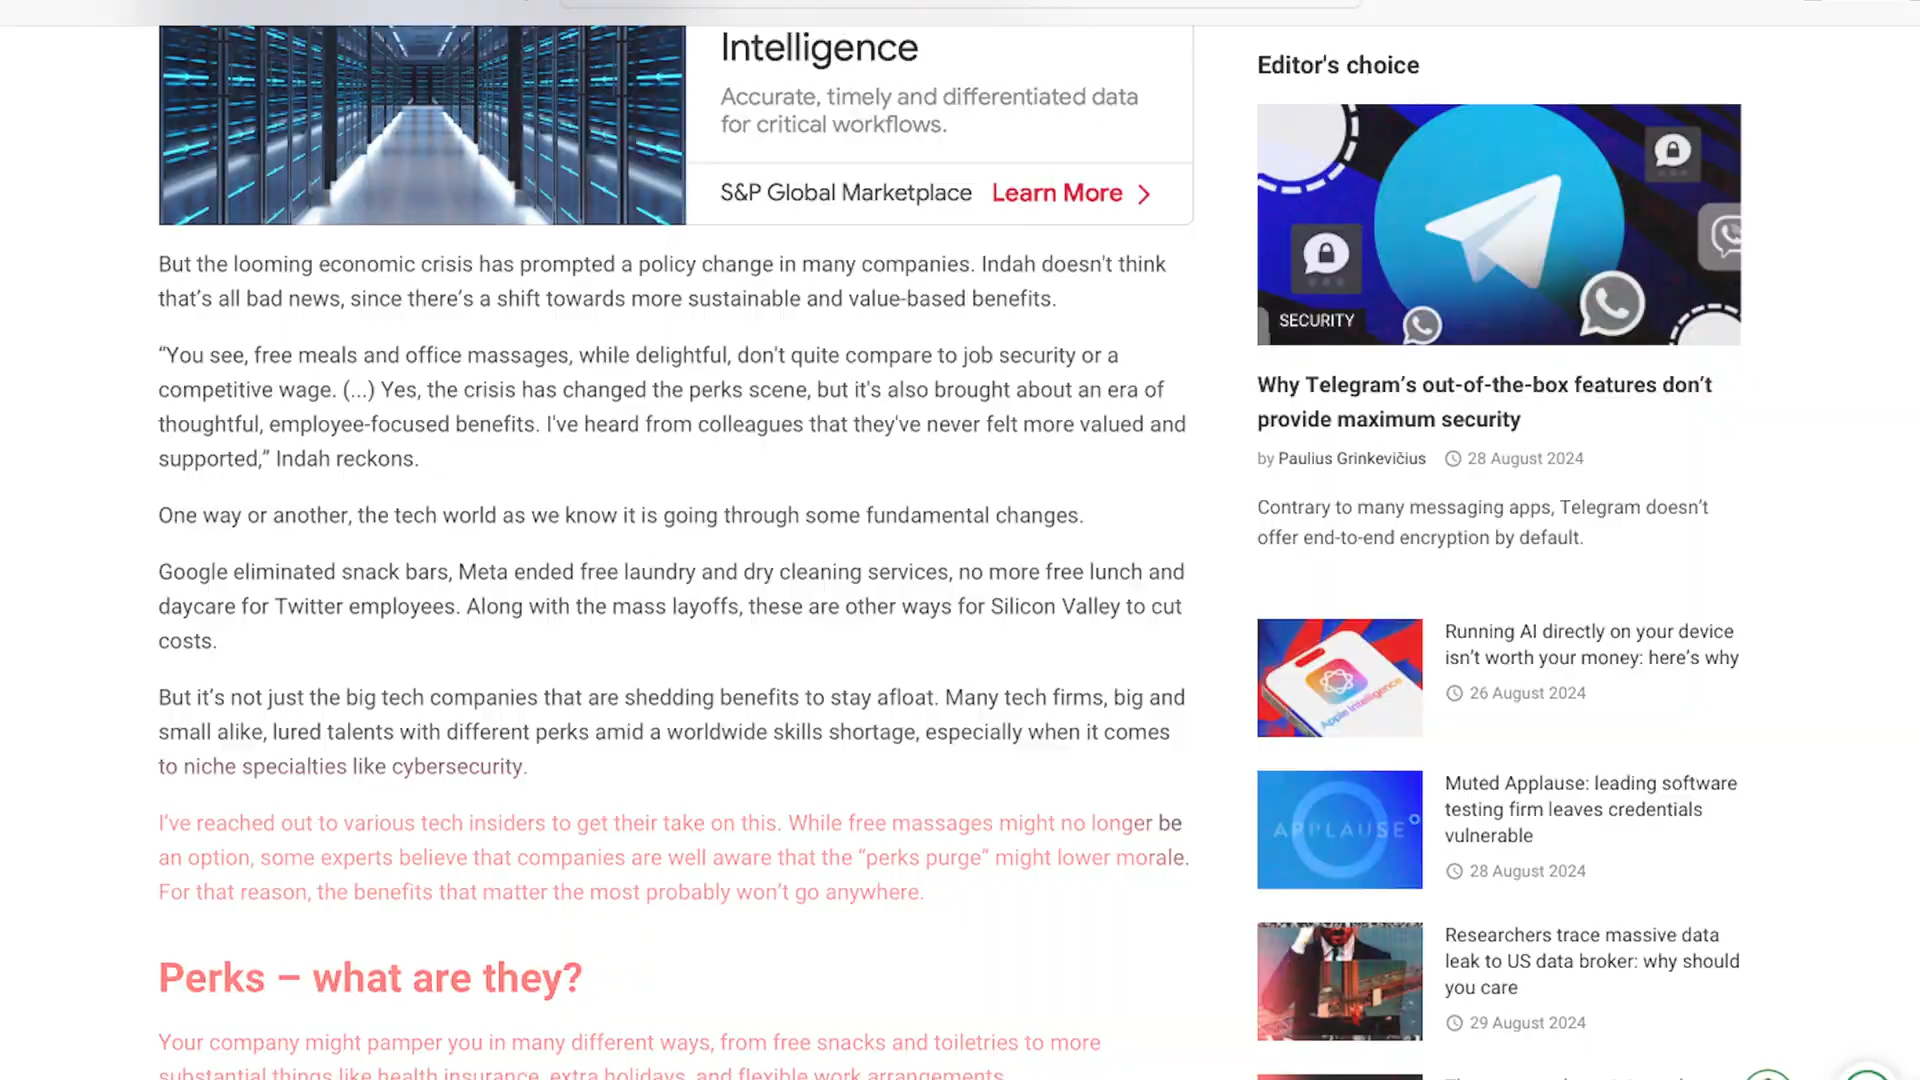 Intelligence
Accurate, timely and differentiated data
for critical workflows.
S&P Global Marketplace Learn More
But the looming economic crisis has prompted a policy change in many companies. Indah doesn't think
that’s all bad news, since there’s a shift towards more sustainable and value-based benefits.
“You see, free meals and office massages, while delightful, don't quite compare to job security or a
competitive wage. (...) Yes, the crisis has changed the perks scene, but it's also brought about an era of
thoughtful, employee-focused benefits. I've heard from colleagues that they've never felt more valued and
supported,” Indah reckons.
One way or another, the tech world as we know it is going through some fundamental changes.
Google eliminated snack bars, Meta ended free laundry and dry cleaning services, no more free lunch and
daycare for Twitter employees. Along with the mass layoffs, these are other ways for Silicon Valley to cut
costs.
But it’s not just the big tech companies that are shedding benefits to stay afloat. Many tech firms, big and
small alike, lured talents with different perks amid a worldwide skills shortage, especially when it comes
to niche specialties like cybersecurity.
I’ve reached out to various tech insiders to get their take on this. While free massages might no longer be
an option, some experts believe that companies are well aware that the “perks purge” might lower morale.
For that reason, the benefits that matter the most probably won’t go anywhere.
Perks – what are they?
Your company might pamper you in many different ways, from free snacks and toiletries to more
substantial things like health insurance, extra holidays, and flexible work arrangements.
Editor's choice
SECURITY
Why Telegram’s out-of-the-box features don’t
provide maximum security
by Paulius Grinkevičius 28 August 2024
Contrary to many messaging apps, Telegram doesn’t
offer end-to-end encryption by default.
Apple Intelligence
Running AI directly on your device
isn’t worth your money: here’s why
26 August 2024
APPLAUSE
Muted Applause: leading software
testing firm leaves credentials
vulnerable
28 August 2024
Researchers trace massive data
leak to US data broker: why should
you care
29 August 2024